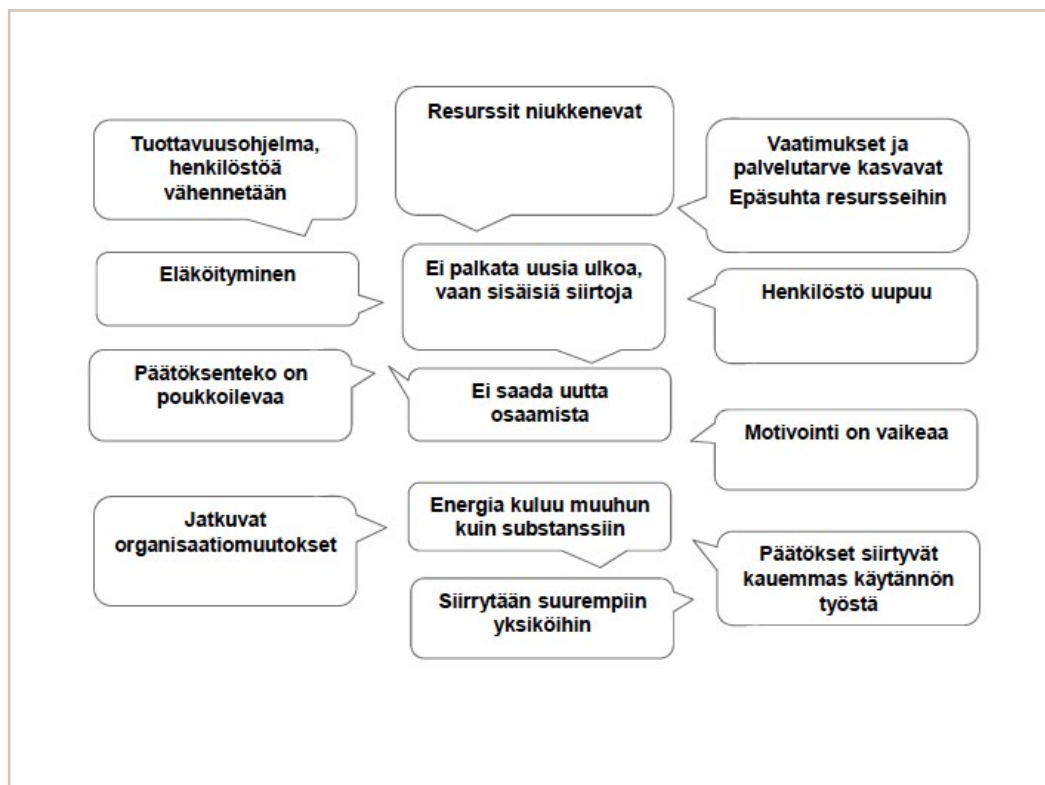 Tuottavuusohjelma,
henkilöstöä
vähennetään
Resurssit niukkenevat
Vaatimukset ja
palvelutarve kasvavat
Epäsuhta resursseihin
Eläköityminen
Ei palkata uusia ulkoa,
vaan sisäisiä siirtoja
Henkilöstö uupuu
Päätöksenteko on
poukkoilevaa
Ei saada uutta
osaamista
Motivointi on vaikeaa
Jatkuvat
organisaatiomuutokset
Energia kuluu muuhun
kuin substanssiin
Päätökset siirtyvät
kauemmas käytännön
työstä
Siirrytään suurempiin
yksiköihin